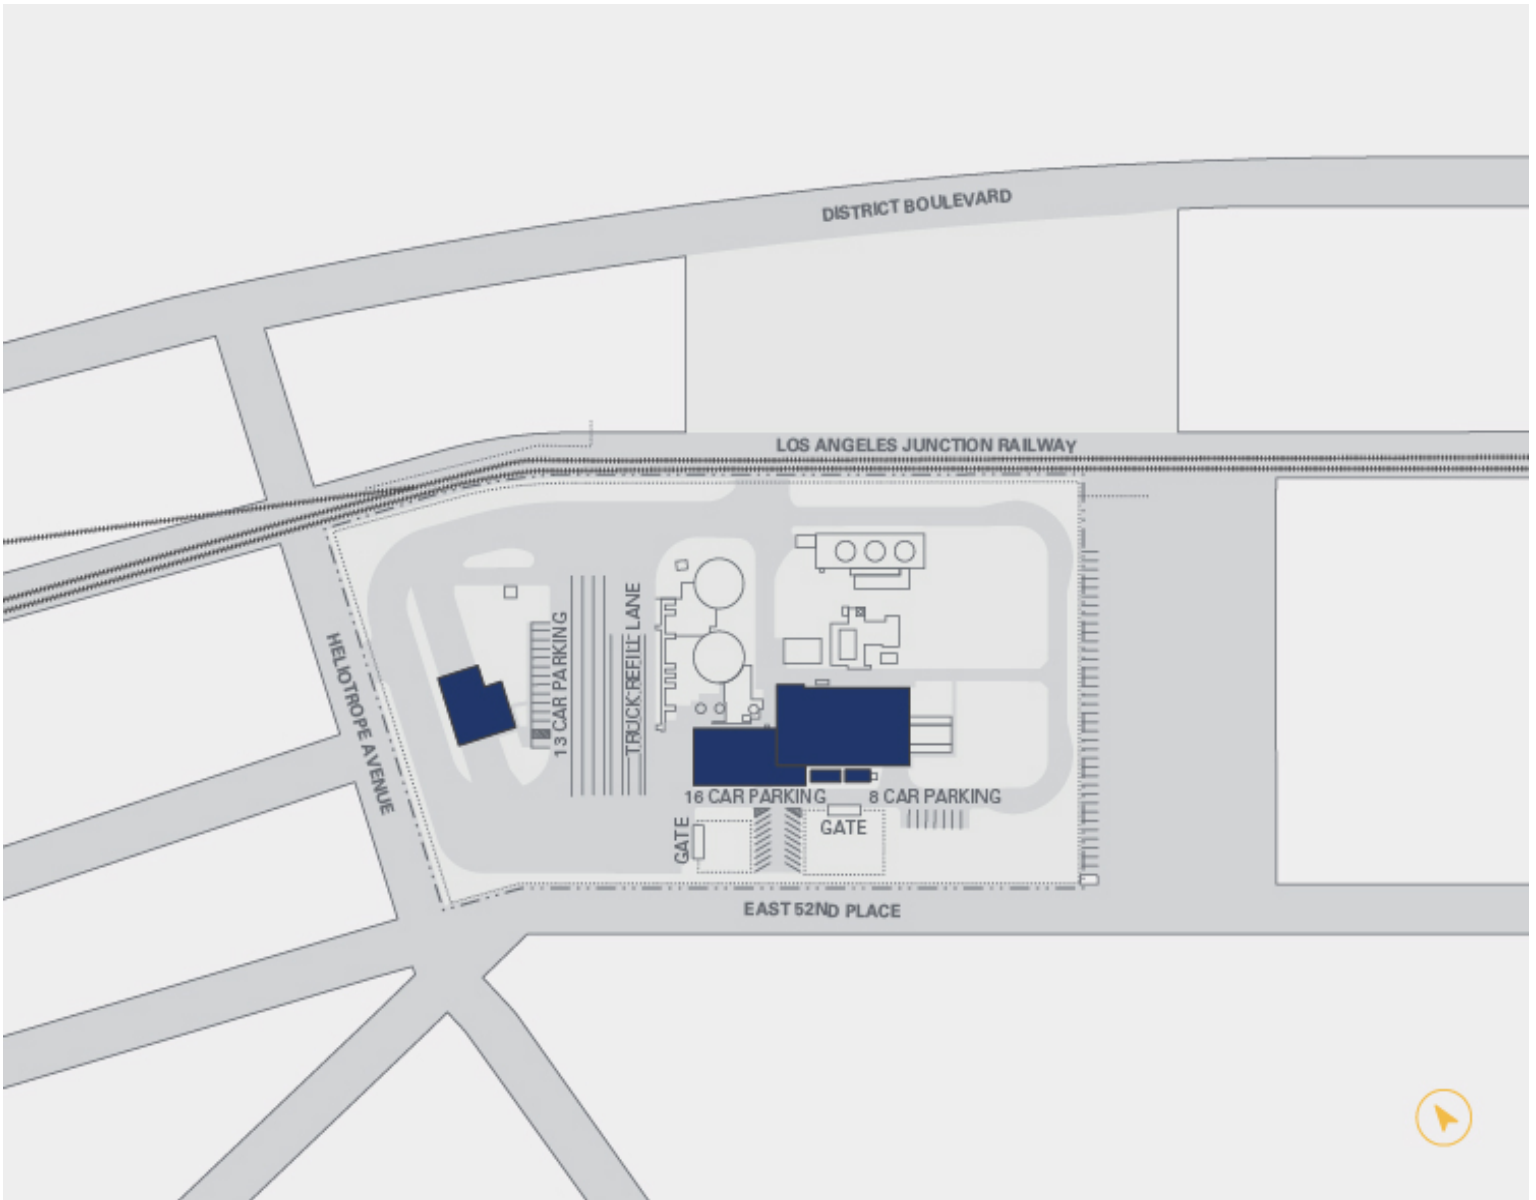 DISTRICT BOULEVARD
LOS ANGELES JUNCTION RAILWAY
HELIOTROPE AVENUE
13 CAR PARKING
TRUCK REFILL LANE
16 CAR PARKING
8 CAR PARKING
GATE
GATE
EAST 52ND PLACE